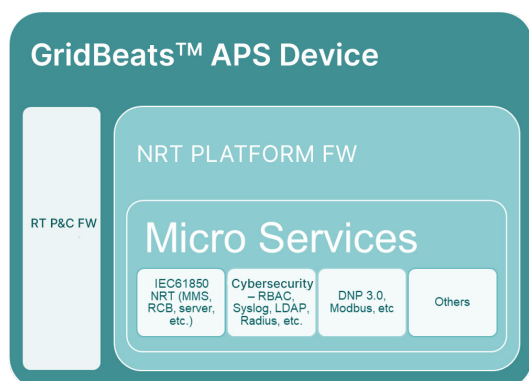 GridBeats™ APS Device
RT P&C FW
NRT PLATFORM FW
Micro Services
IEC61850
NRT (MMS,
RCB, server,
etc.)
Cybersecurity
– RBAC,
Syslog, LDAP,
Radius, etc.
DNP 3.0,
Modbus, etc
Others